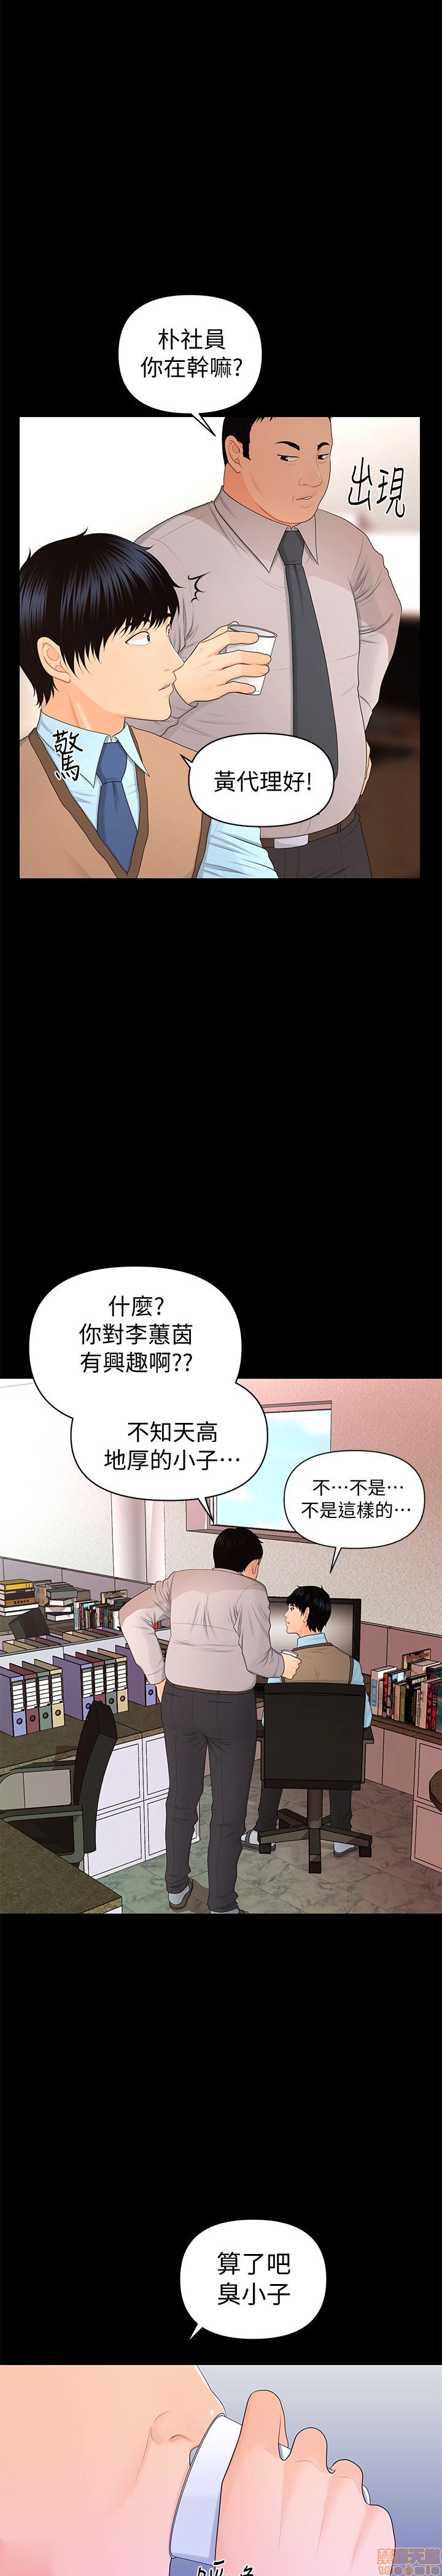 朴社員
你在幹嘛?
出現
驚
黃代理好!
什麼?
你對李蕙茵
有興趣啊??
不知天高
地厚的小子⋯
不⋯不是⋯
不是這樣的⋯
算了吧
臭小子